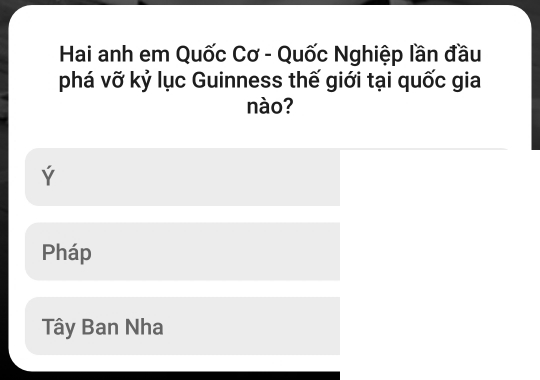 Hai anh em Quốc Cơ - Quốc Nghiệp lần đầu
phá vỡ kỷ lục Guinness thế giới tại quốc gia
nào?
Ý
Pháp
Tây Ban Nha